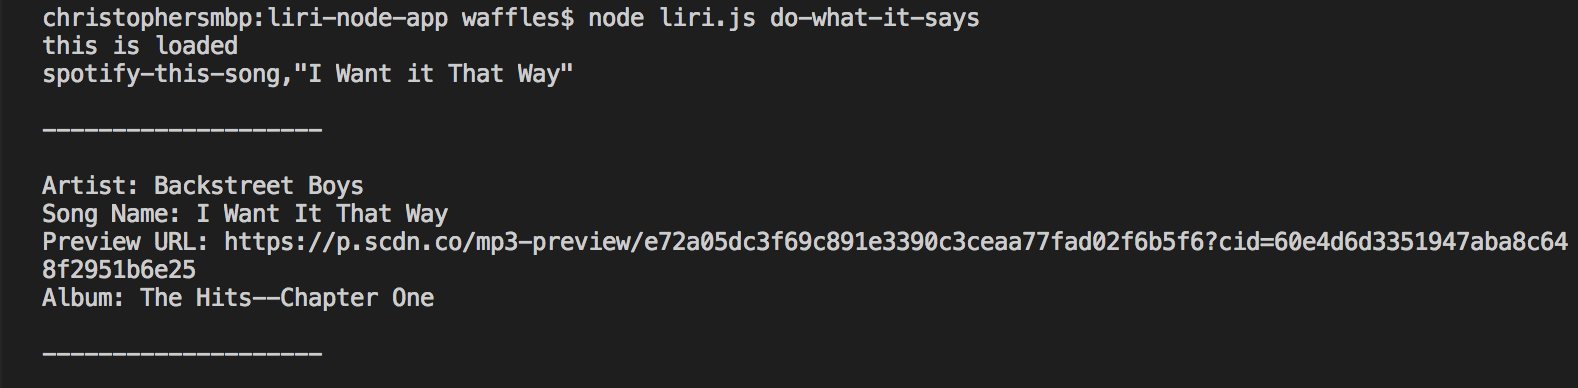 christophersmbp:liri-node-app waffles$ node liri.js do-what-it-says
this is loaded
spotify-this-song,"I Want it That Way"
--------------------
Artist: Backstreet Boys
Song Name: I Want It That Way
Preview URL: https://p.scdn.co/mp3-preview/e72a05dc3f69c891e3390c3ceaa77fad02f6b5f6?cid=60e4d6d3351947aba8c64
8f2951b6e25
Album: The Hits--Chapter One
--------------------